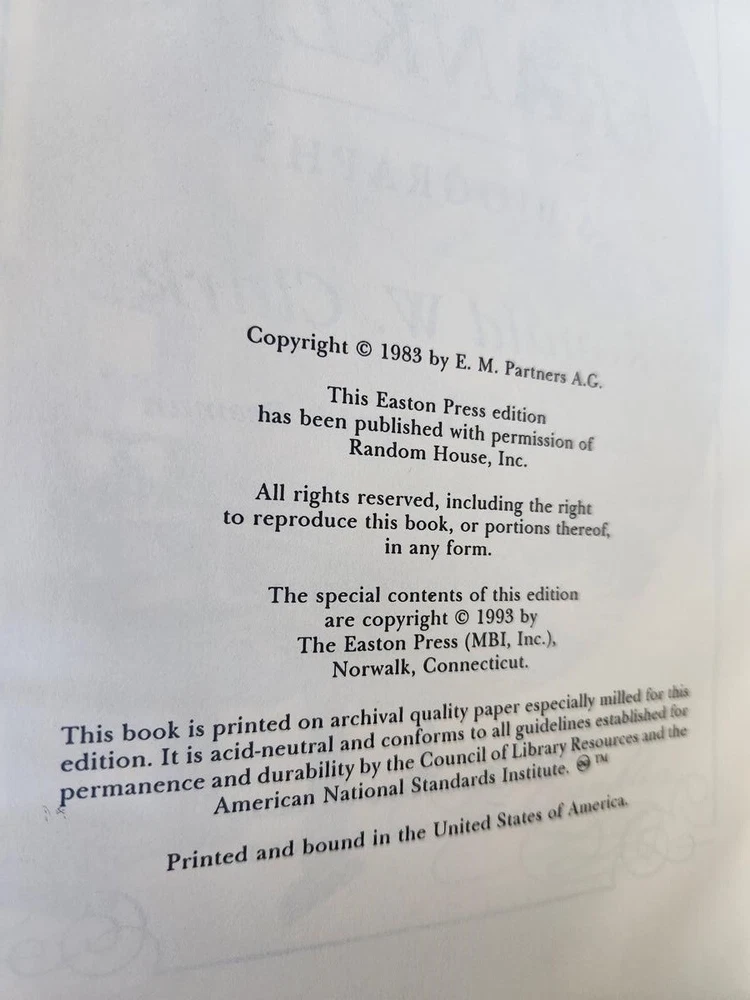 Copyright © 1983 by E. M. Partners A.G.
This Easton Press edition
has been published with permission of
Random House, Inc.
All rights reserved, including the right
to reproduce this book, or portions thereof,
in any form.
The special contents of this edition
are copyright © 1993 by
The Easton Press (MBI, Inc.),
Norwalk, Connecticut.
This book is printed on archival quality paper especially milled for this
edition. It is acid-neutral and conforms to all guidelines established for
permanence and durability by the Council of Library Resources and the
American National Standards Institute. ♾™
Printed and bound in the United States of America.